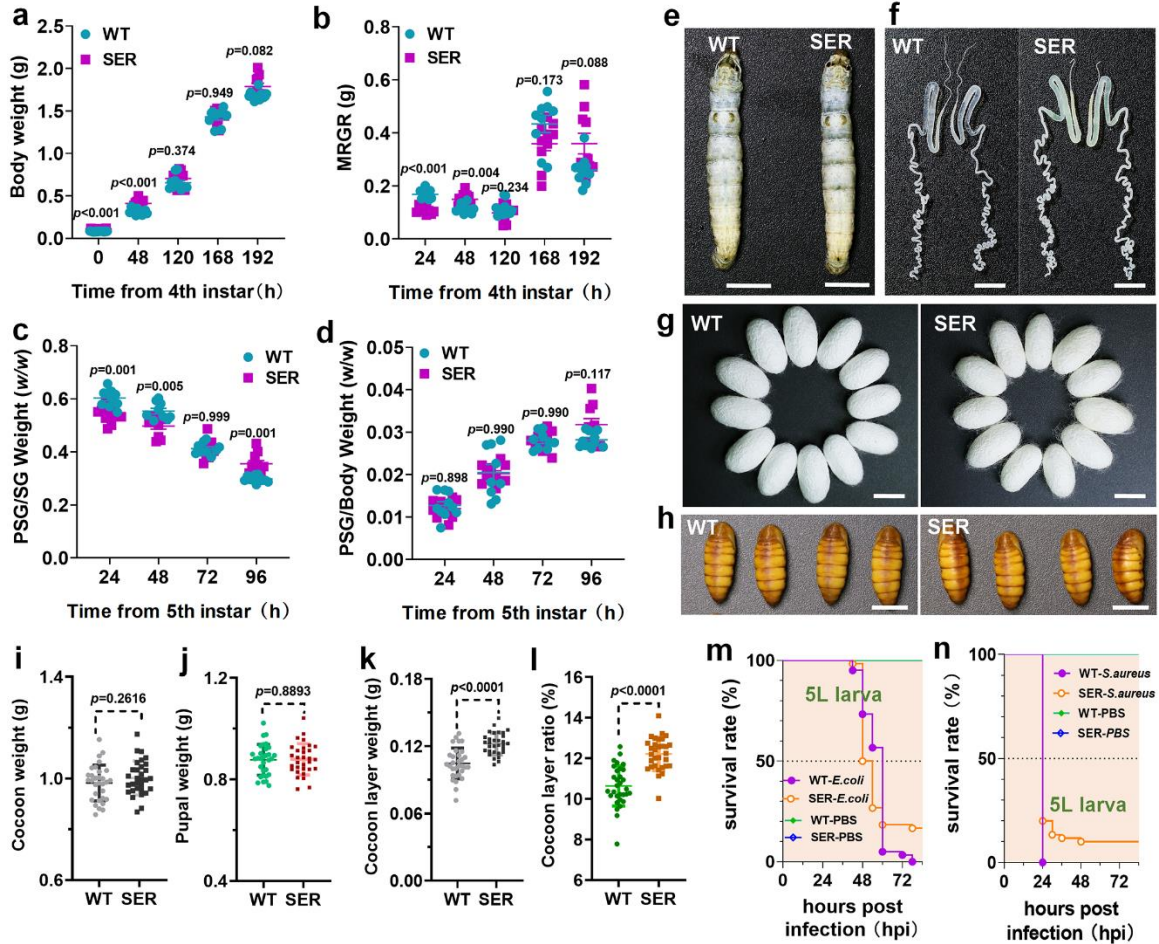 a
WT
SER
Body weight (g)
2.5
2.0
1.5
1.0
0.5
0.0
p<0.001
p<0.001
p=0.374
p=0.949
p=0.082
0 48 120 168 192
Time from 4th instar（h）
b
WT
SER
MRGR (g)
0.8
0.6
0.4
0.2
0.0
p<0.001
p=0.004
p=0.234
p=0.173
p=0.088
24 48 120 168 192
Time from 4th instar（h）
c
WT
SER
PSG/SG Weight (w/w)
0.8
0.6
0.4
0.2
0.0
p=0.001
p=0.005
p=0.999
p=0.001
24 48 72 96
Time from 5th instar（h）
d
WT
SER
PSG/Body Weight (w/w)
0.05
0.04
0.03
0.02
0.01
0.00
p=0.898
p=0.990
p=0.990
p=0.117
24 48 72 96
Time from 5th instar（h）
e
WT SER
f
WT SER
g
WT SER
h
WT SER
i
Cocoon weight (g)
1.2
1.0
0.8
0.6
p=0.2616
WT SER
j
Pupal weight (g)
1.2
0.8
0.4
p=0.8893
WT SER
k
Cocoon layer weight (g)
0.18
0.15
0.12
0.09
0.06
0.03
0.00
p<0.0001
WT SER
l
Cocoon layer ratio (%)
16
14
12
10
8
6
p<0.0001
WT SER
m
survival rate (%)
100
50
0
5L larva
WT-E.coli
SER-E.coli
WT-PBS
SER-PBS
0 24 48 72
hours post
infection (hpi)
n
survival rate (%)
100
50
0
WT-S.aureus
SER-S.aureus
WT-PBS
SER-PBS
5L larva
0 24 48 72
hours post
infection (hpi)